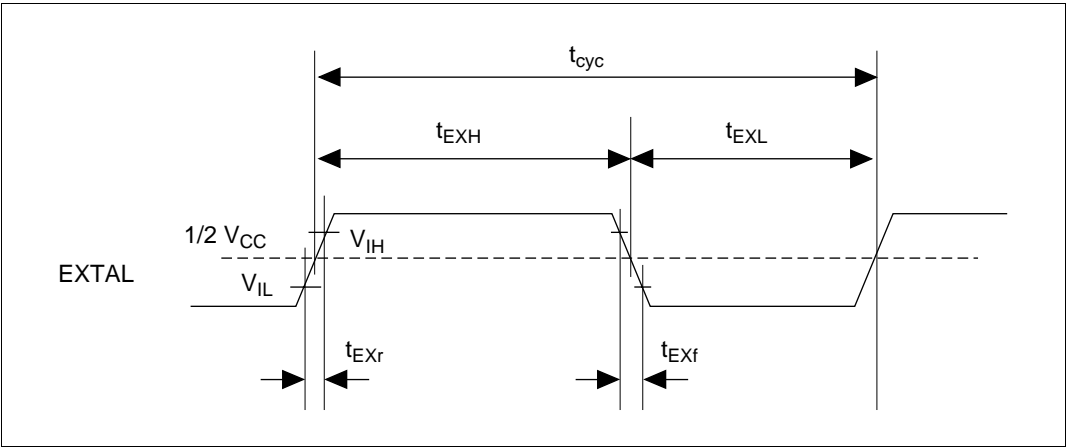 tcyc
tEXH
tEXL
1/2 VCC
VIH
EXTAL
VIL
tEXr
tEXf